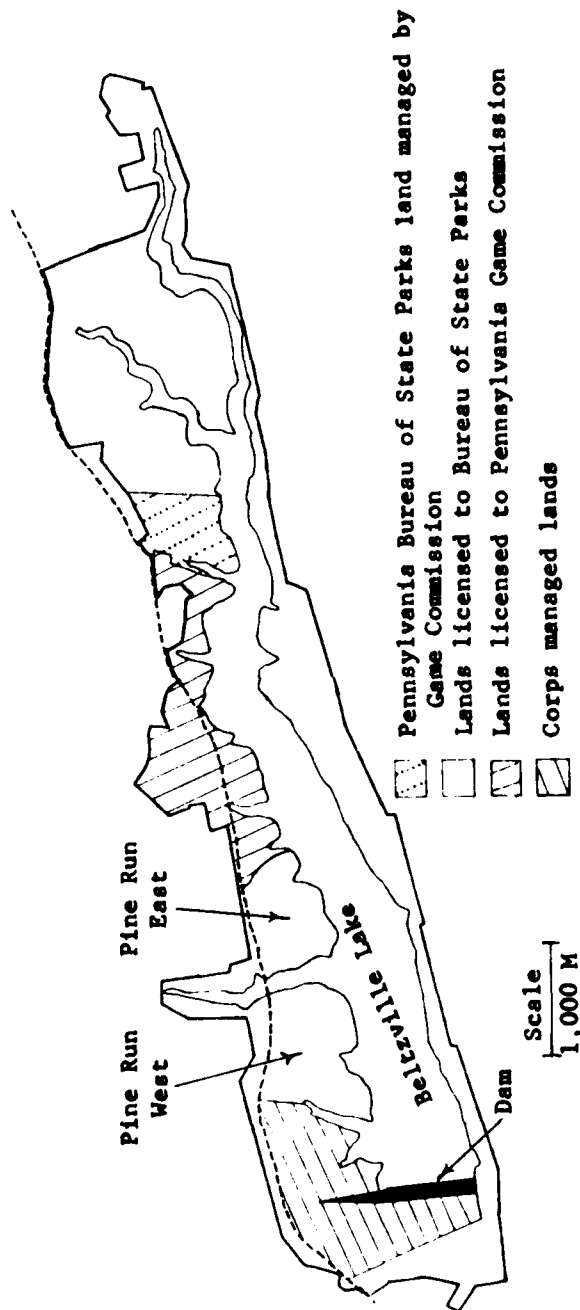 Pine Run
West
Pine Run
East
Beltzville Lake
Dam
Scale
1,000 M
Pennsylvania Bureau of State Parks land managed by
Game Commission
Lands licensed to Bureau of State Parks
Lands licensed to Pennsylvania Game Commission
Corps managed lands